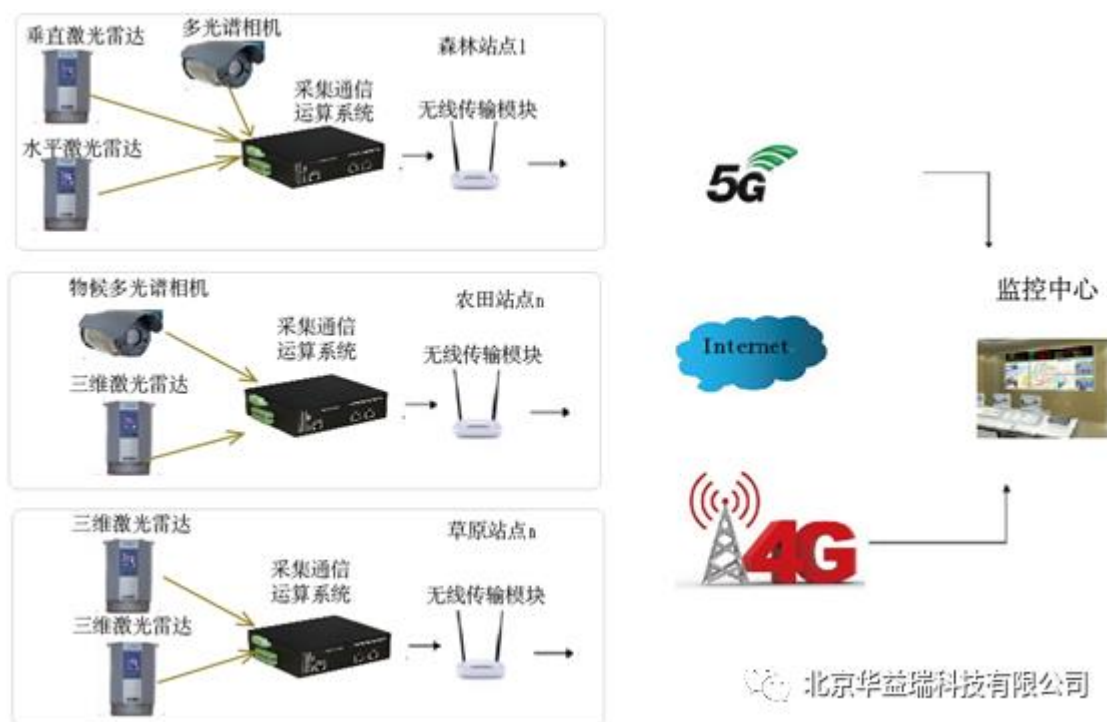 垂直激光雷达
多光谱相机
森林站点1
采集通信
运算系统
无线传输模块
水平激光雷达
5G
物候多光谱相机
农田站点n
采集通信
运算系统
无线传输模块
三维激光雷达
Internet
监控中心
三维激光雷达
草原站点n
采集通信
运算系统
无线传输模块
三维激光雷达
4G
北京华益瑞科技有限公司